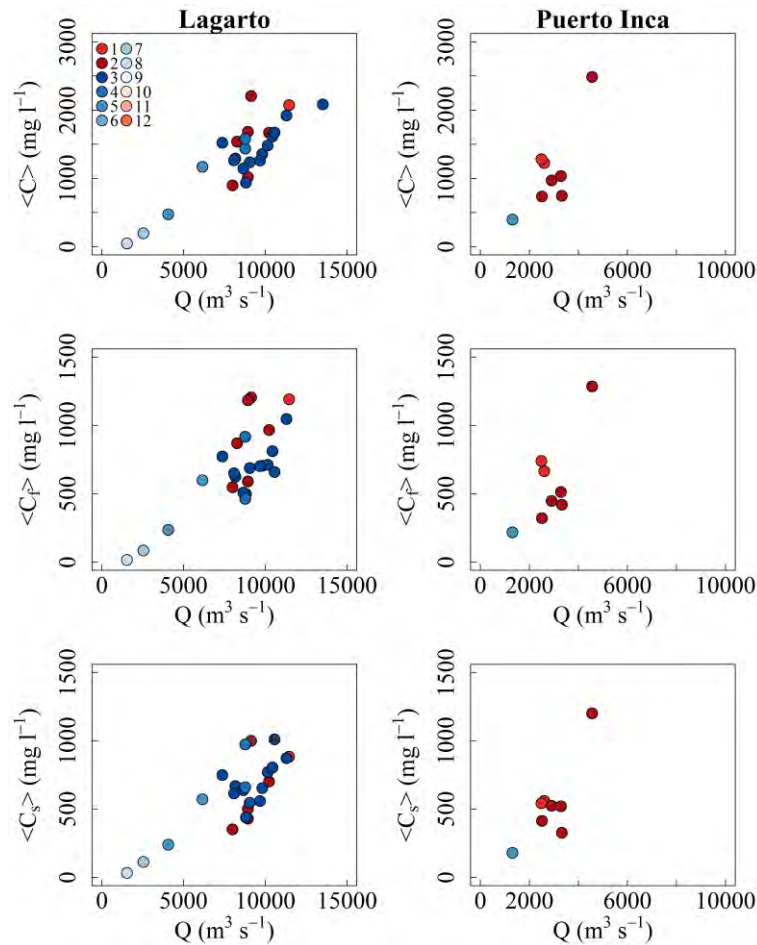 Lagarto
Puerto Inca
<C> (mg l⁻¹)
0 1000 2000 3000
1 7
2 8
3 9
4 10
5 11
6 12
0 5000 10000 15000
Q (m³ s⁻¹)
<C> (mg l⁻¹)
0 1000 2000 3000
0 2000 6000 10000
Q (m³ s⁻¹)
<C_f> (mg l⁻¹)
0 500 1000 1500
0 5000 10000 15000
Q (m³ s⁻¹)
<C_f> (mg l⁻¹)
0 500 1000 1500
0 2000 6000 10000
Q (m³ s⁻¹)
<C_s> (mg l⁻¹)
0 500 1000 1500
0 5000 10000 15000
Q (m³ s⁻¹)
<C_s> (mg l⁻¹)
0 500 1000 1500
0 2000 6000 10000
Q (m³ s⁻¹)